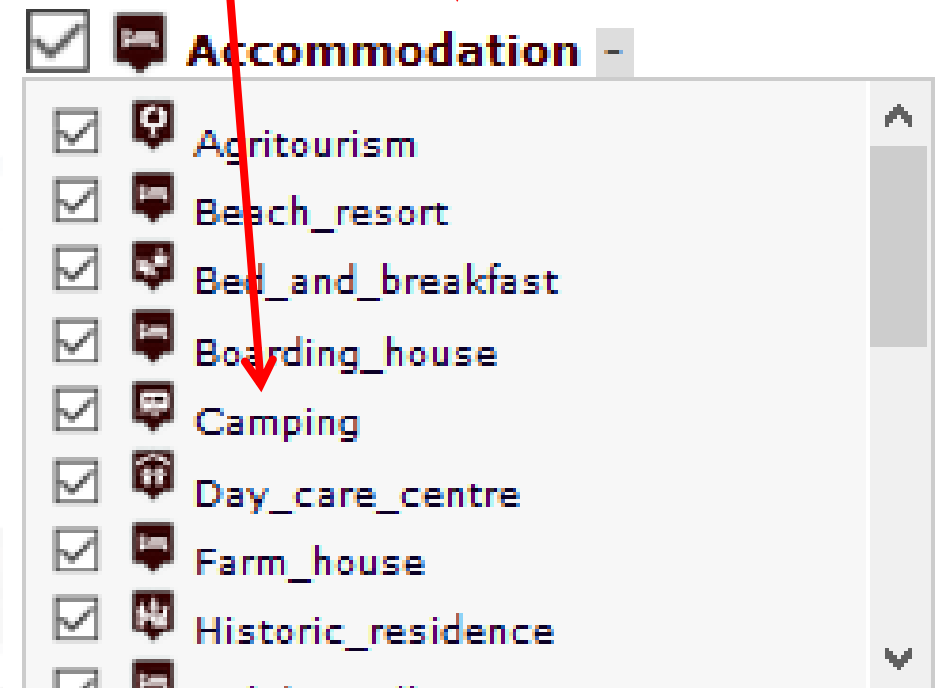 Accommodation -
Agritourism
Beach_resort
Bed_and_breakfast
Boarding_house
Camping
Day_care_centre
Farm_house
Historic_residence